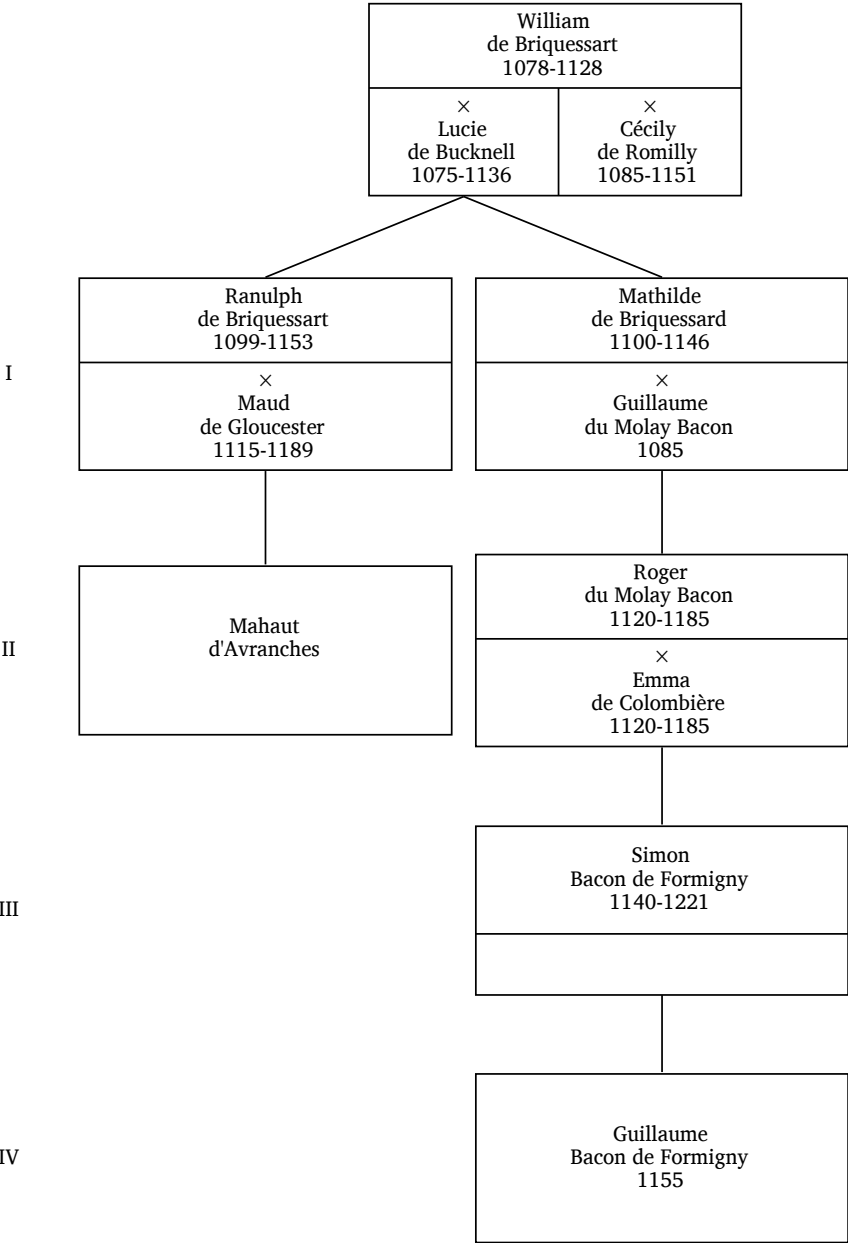 William
de Briquessart
1078-1128
×
Lucie
de Bucknell
1075-1136
×
Cécily
de Romilly
1085-1151
I
Ranulph
de Briquessart
1099-1153
×
Maud
de Gloucester
1115-1189
Mathilde
de Briquessard
1100-1146
×
Guillaume
du Molay Bacon
1085
II
Mahaut
d'Avranches
Roger
du Molay Bacon
1120-1185
×
Emma
de Colombière
1120-1185
III
Simon
Bacon de Formigny
1140-1221
IV
Guillaume
Bacon de Formigny
1155